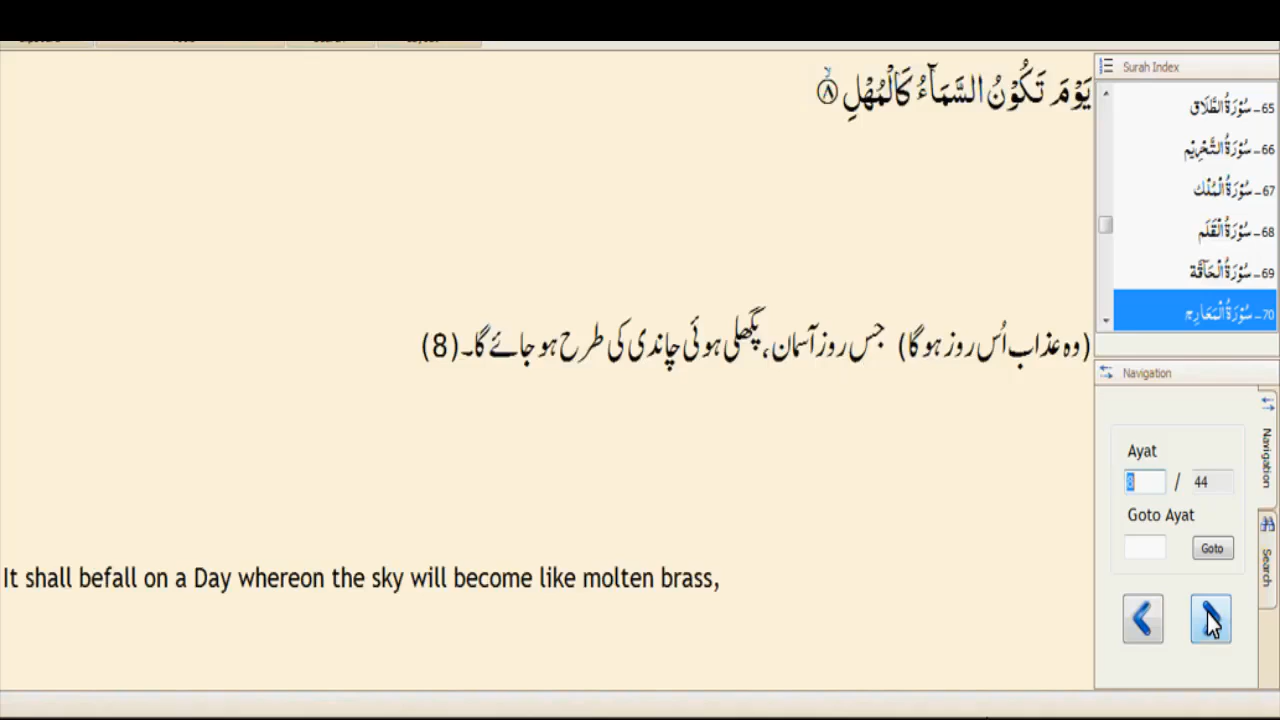 يَوْمَ تَكُوْنُ السَّمَآءُ كَالْمُهْلِ ۙ﴿۸﴾
(وہ عذاب اُس روز ہو گا) جس روز آسمان، پگھلی ہوئی چاندی کی طرح ہو جائے گا۔ (8)
It shall befall on a Day whereon the sky will become like molten brass,
Surah Index
65- سُوْرَةُ الطَّلَاق
66- سُوْرَةُ التَّحْرِيْم
67- سُوْرَةُ الْمُلْك
68- سُوْرَةُ الْقَلَم
69- سُوْرَةُ الْحَآقَّة
70- سُوْرَةُ الْمَعَارِج
Navigation
Ayat
8 / 44
Goto Ayat
Goto
Navigation
Search